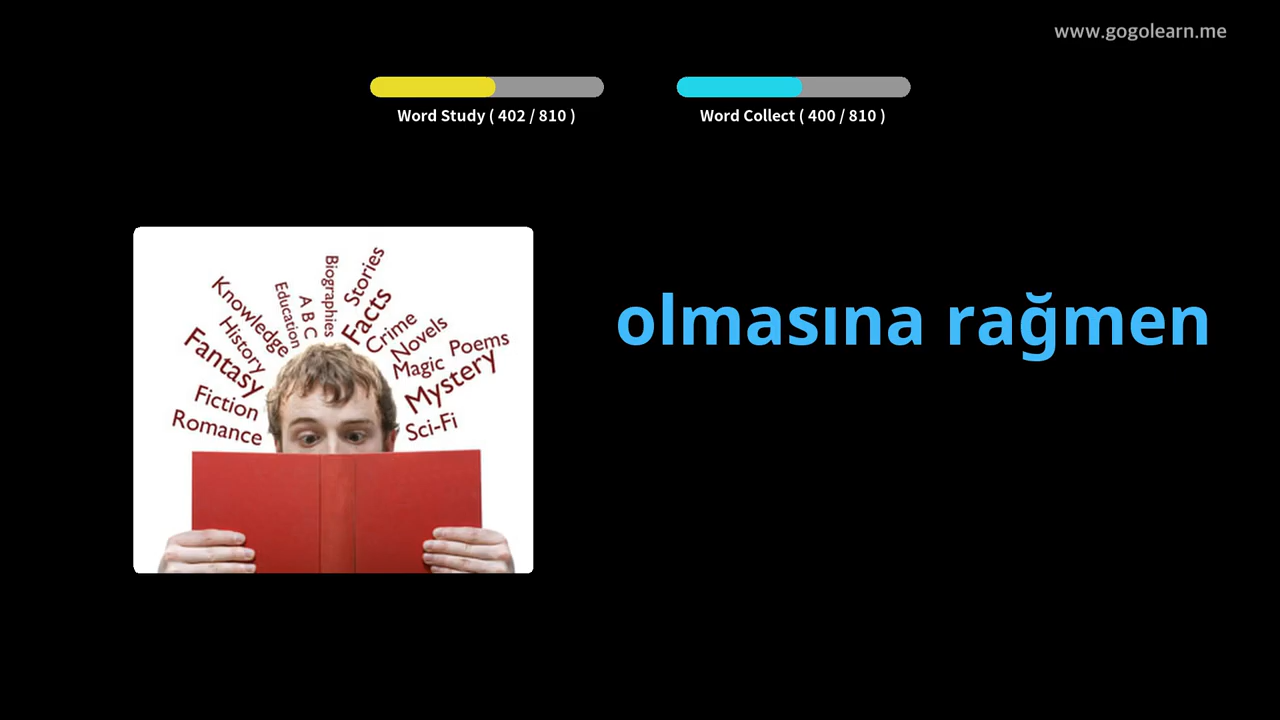 www.gogolearn.me
Word Study ( 402 / 810 )
Word Collect ( 400 / 810 )
olmasına rağmen
Knowledge
Education
A B C
Biographies
Stories
Facts
History
Fantasy
Crime
Novels
Poems
Magic
Mystery
Fiction
Romance
Sci-Fi